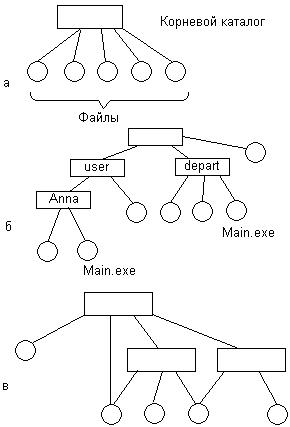 Корневой каталог
а
Файлы
user
depart
Anna
Main.exe
б
Main.exe
в